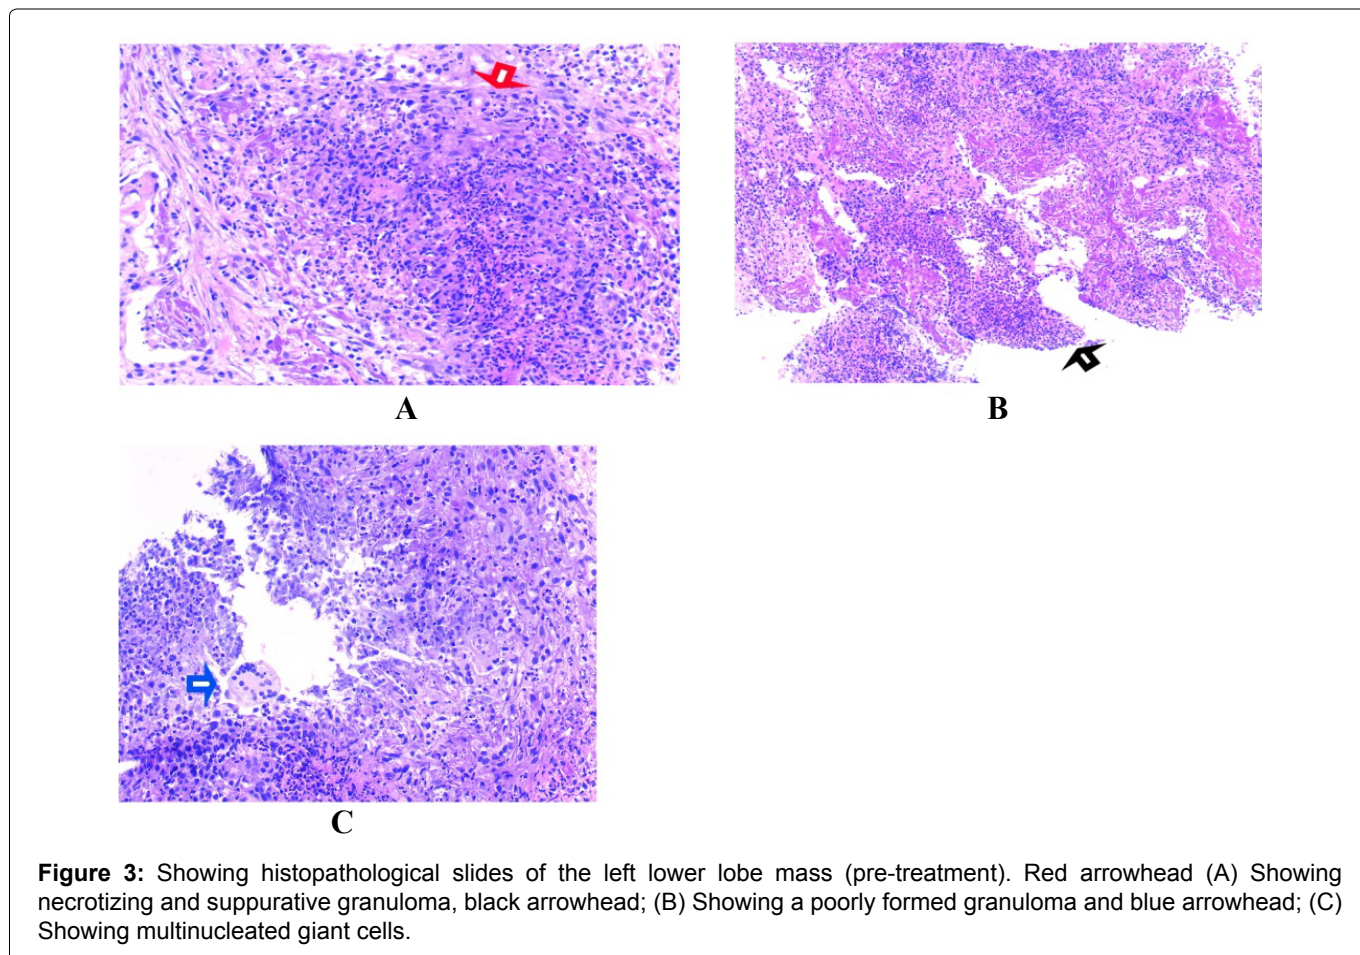 A
B
C
Figure 3: Showing histopathological slides of the left lower lobe mass (pre-treatment). Red arrowhead (A) Showing
necrotizing and suppurative granuloma, black arrowhead; (B) Showing a poorly formed granuloma and blue arrowhead; (C)
Showing multinucleated giant cells.